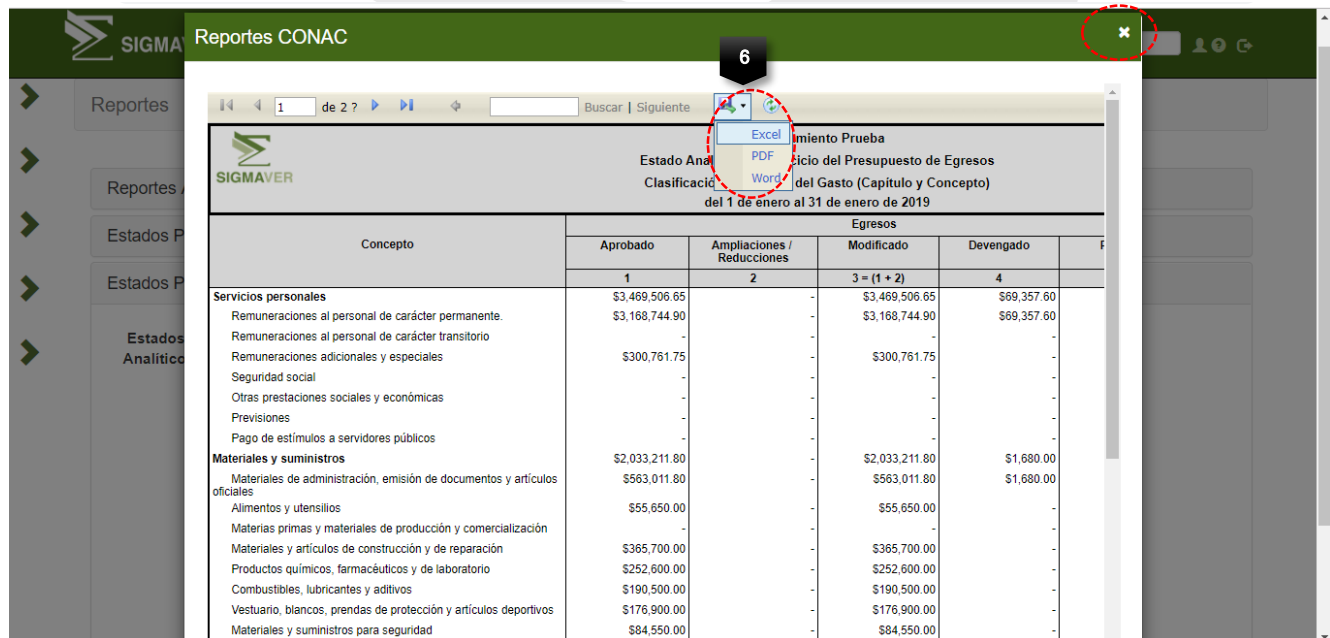 SIGMA
Reportes CONAC
6
Reportes
1 de 2 ? Buscar | Siguiente
Excel
PDF
Word
SIGMAVER
miento Prueba
Estado Ana cicio del Presupuesto de Egresos
Clasificaci del Gasto (Capítulo y Concepto)
del 1 de enero al 31 de enero de 2019
Reportes
Estados P
Estados P
Estados
Analítico
Egresos
Concepto Aprobado Ampliaciones / Reducciones Modificado Devengado
1 2 3 = (1 + 2) 4
Servicios personales $3,469,506.65 - $3,469,506.65 $69,357.60
Remuneraciones al personal de carácter permanente. $3,168,744.90 - $3,168,744.90 $69,357.60
Remuneraciones al personal de carácter transitorio - - - -
Remuneraciones adicionales y especiales $300,761.75 - $300,761.75 -
Seguridad social - - - -
Otras prestaciones sociales y económicas - - - -
Previsiones - - - -
Pago de estímulos a servidores públicos - - - -
Materiales y suministros $2,033,211.80 - $2,033,211.80 $1,680.00
Materiales de administración, emisión de documentos y artículos $563,011.80 - $563,011.80 $1,680.00
oficiales
Alimentos y utensilios $55,650.00 - $55,650.00 -
Materias primas y materiales de producción y comercialización - - - -
Materiales y artículos de construcción y de reparación $365,700.00 - $365,700.00 -
Productos químicos, farmacéuticos y de laboratorio $252,600.00 - $252,600.00 -
Combustibles, lubricantes y aditivos $190,500.00 - $190,500.00 -
Vestuario, blancos, prendas de protección y artículos deportivos $176,900.00 - $176,900.00 -
Materiales y suministros para seguridad $84,550.00 - $84,550.00 -